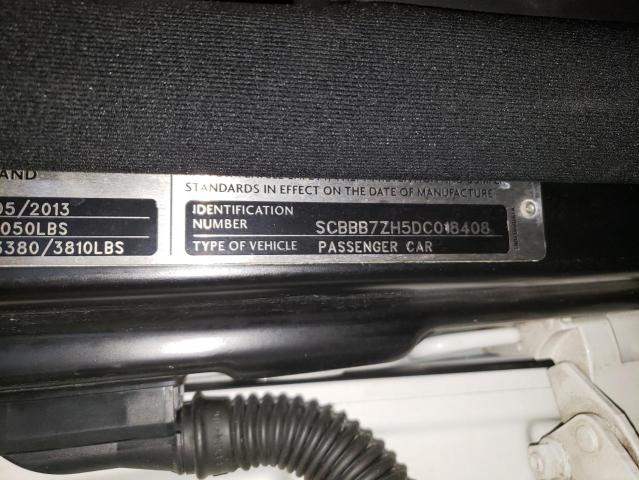 AND
05/2013
050LBS
3380/3810LBS
STANDARDS IN EFFECT ON THE DATE OF MANUFACTURE
IDENTIFICATION
NUMBER SCBBB7ZH5DC018408
TYPE OF VEHICLE PASSENGER CAR